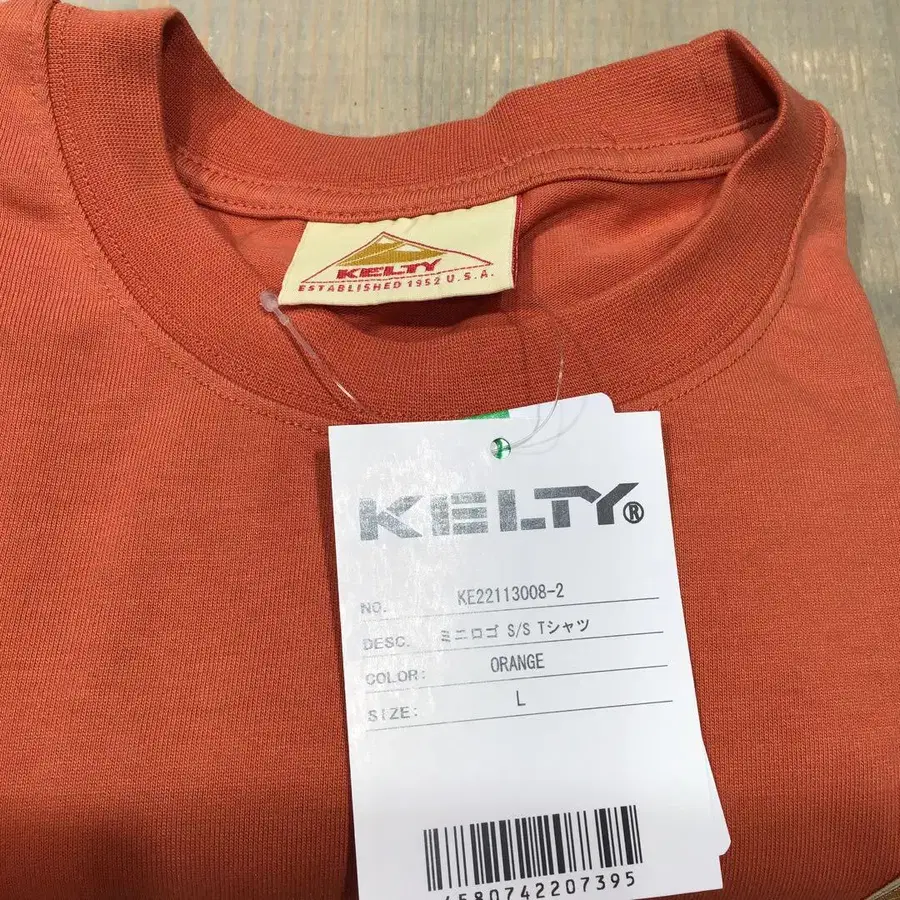 KELTY
ESTABLISHED 1952 U.S.A.
KELTY®
NO. KE22113008-2
DESC. ミニロゴ S/S Tシャツ
COLOR: ORANGE
SIZE: L
4580742207395